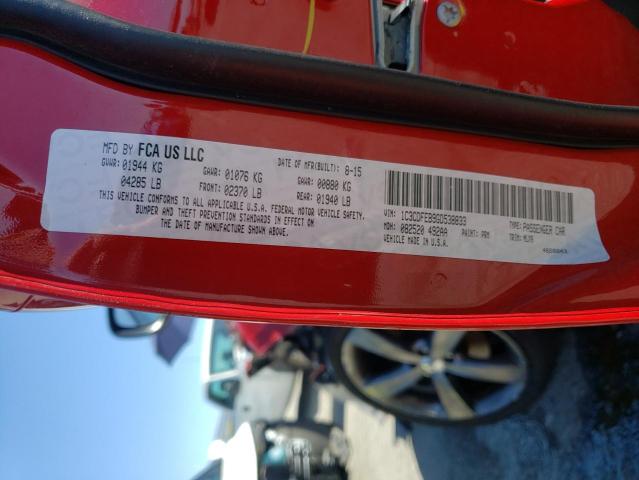 MFD BY FCA US LLC
DATE OF MFR(BUILT): 8-15
GVWR: 01944 KG
GAWR: 01076 KG
GAWR: 00880 KG
04285 LB
FRONT: 02370 LB
REAR: 01940 LB
THIS VEHICLE CONFORMS TO ALL APPLICABLE U.S.A. FEDERAL MOTOR VEHICLE SAFETY,
BUMPER AND THEFT PREVENTION STANDARDS IN EFFECT ON
THE DATE OF MANUFACTURE SHOWN ABOVE.
VIN: 1C3CDFEB9GD538833
TYPE: PASSENGER CAR
MDH: 082520 492AA
PAINT: PRM
TRIM:
VEHICLE MADE IN U.S.A.